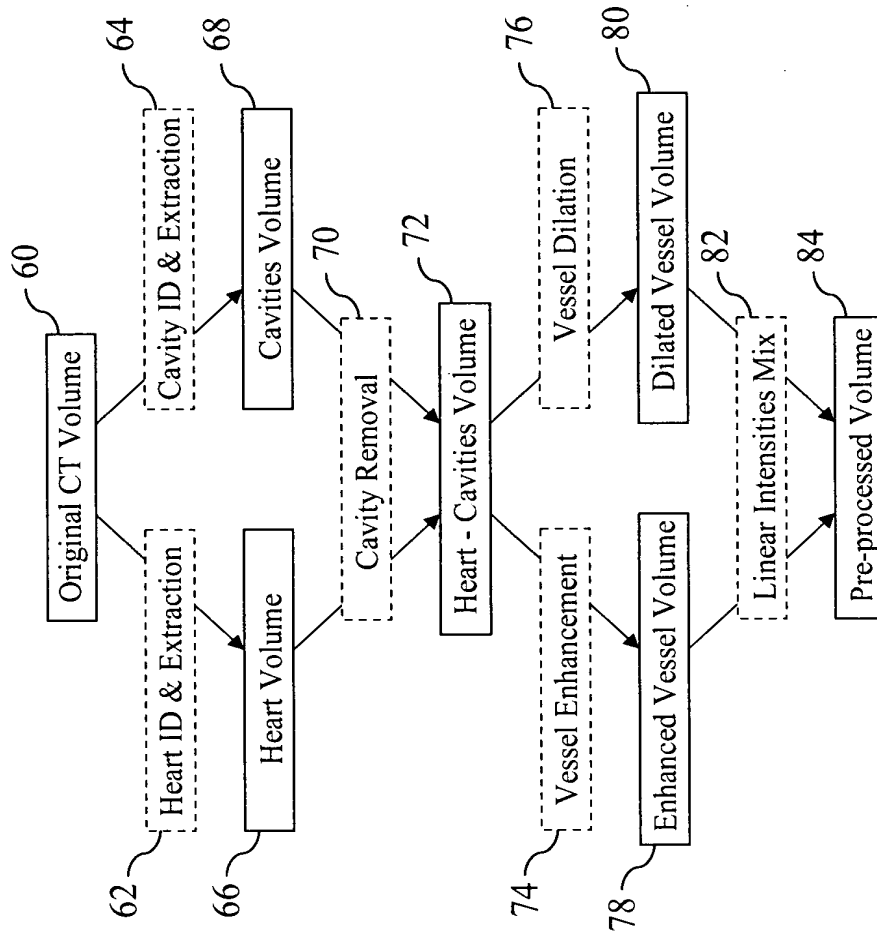 60
Original CT Volume
62
Heart ID & Extraction
64
Cavity ID & Extraction
66
Heart Volume
68
Cavities Volume
70
Cavity Removal
72
Heart - Cavities Volume
74
Vessel Enhancement
76
Vessel Dilation
78
Enhanced Vessel Volume
80
Dilated Vessel Volume
82
Linear Intensities Mix
84
Pre-processed Volume